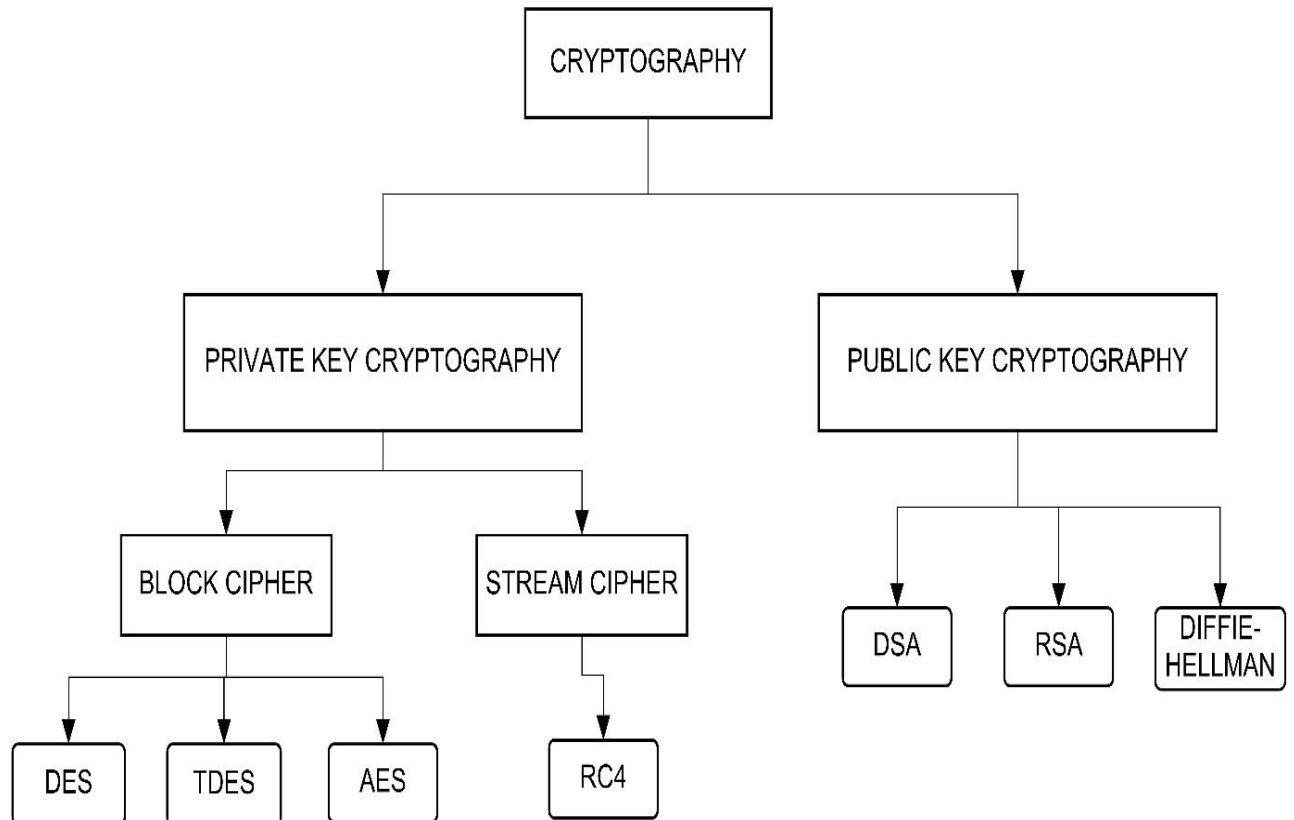 CRYPTOGRAPHY
PRIVATE KEY CRYPTOGRAPHY
PUBLIC KEY CRYPTOGRAPHY
BLOCK CIPHER
STREAM CIPHER
DSA
RSA
DIFFIE-
HELLMAN
DES
TDES
AES
RC4